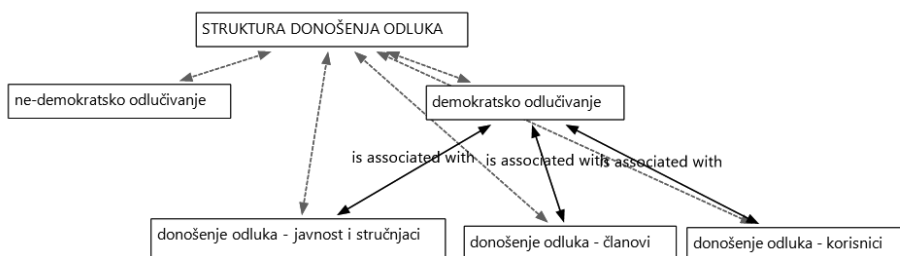 STRUKTURA DONOŠENJA ODLUKA
ne-demokratsko odlučivanje
demokratsko odlučivanje
is associated with
is associated with
is associated with
donošenje odluka - javnost i stručnjaci
donošenje odluka - članovi
donošenje odluka - korisnici